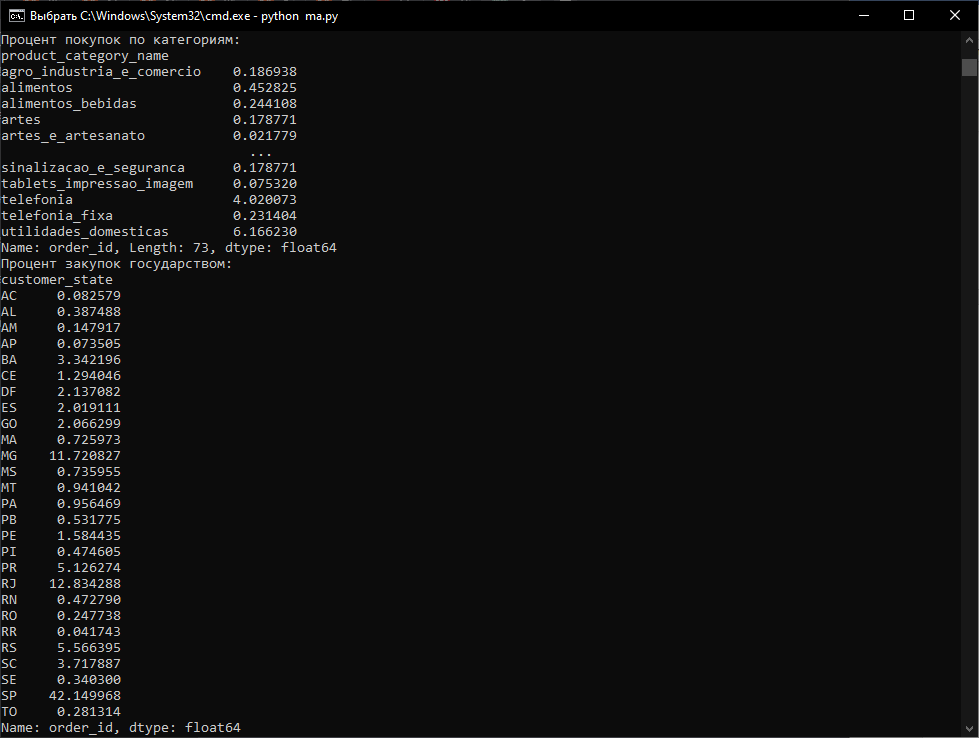 Выбрать C:\Windows\System32\cmd.exe - python  ma.py
Процент покупок по категориям:
product_category_name
agro_industria_e_comercio    0.186938
alimentos                    0.452825
alimentos_bebidas            0.244108
artes                        0.178771
artes_e_artesanato           0.021779
                               ...
sinalizacao_e_seguranca      0.178771
tablets_impressao_imagem     0.075320
telefonia                    4.020073
telefonia_fixa               0.231404
utilidades_domesticas        6.166230
Name: order_id, Length: 73, dtype: float64
Процент закупок государством:
customer_state
AC     0.082579
AL     0.387488
AM     0.147917
AP     0.073505
BA     3.342196
CE     1.294046
DF     2.137082
ES     2.019111
GO     2.066299
MA     0.725973
MG    11.720827
MS     0.735955
MT     0.941042
PA     0.956469
PB     0.531775
PE     1.584435
PI     0.474605
PR     5.126274
RJ    12.834288
RN     0.472790
RO     0.247738
RR     0.041743
RS     5.566395
SC     3.717887
SE     0.340300
SP    42.149968
TO     0.281314
Name: order_id, dtype: float64